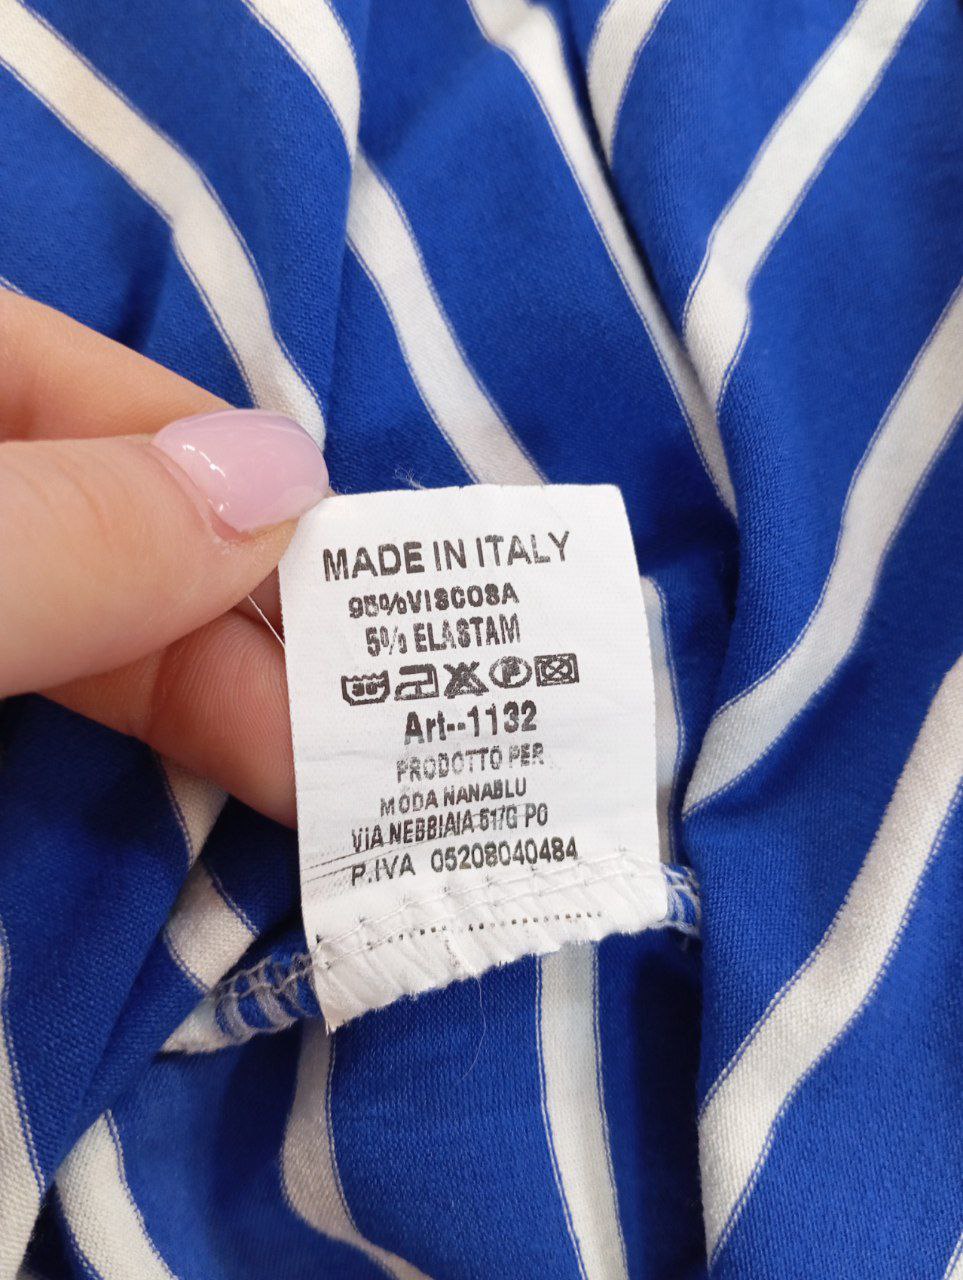 MADE IN ITALY
95%VISCOSA
5% ELASTAM
30 P
Art--1132
PRODOTTO PER
MODA NANABLU
VIA NEBBIAIA 51/G PO
P.IVA 05208040484